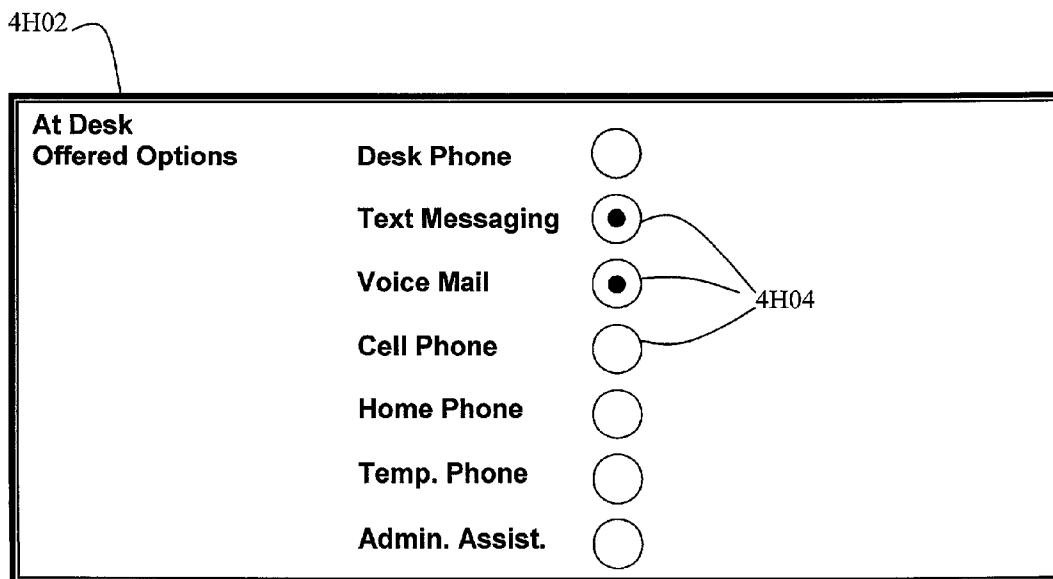 4H02
At Desk
Offered Options
Desk Phone
Text Messaging
Voice Mail
4H04
Cell Phone
Home Phone
Temp. Phone
Admin. Assist.